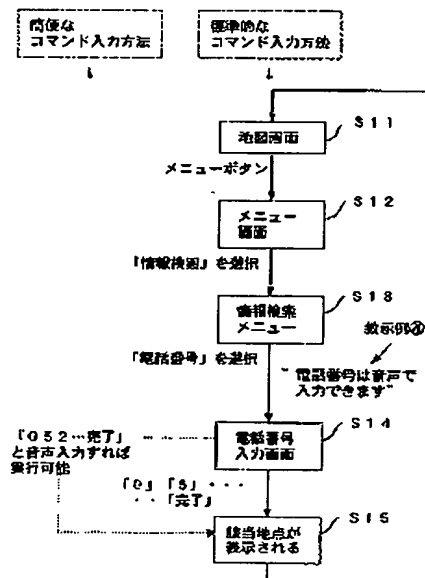 簡便な
コマンド入力方法
標準的な
コマンド入力方法
S11
地図画面
メニューボタン
S12
メニュー
画面
「情報検索」を選択
S13
情報検索
メニュー
教示例
「電話番号」を選択
"電話番号は音声で
入力できます"
S14
「052…完了」
と音声入力すれば
実行可能
電話番号
入力画面
「0」「5」・・・
・・「完了」
S15
該当地点が
表示される